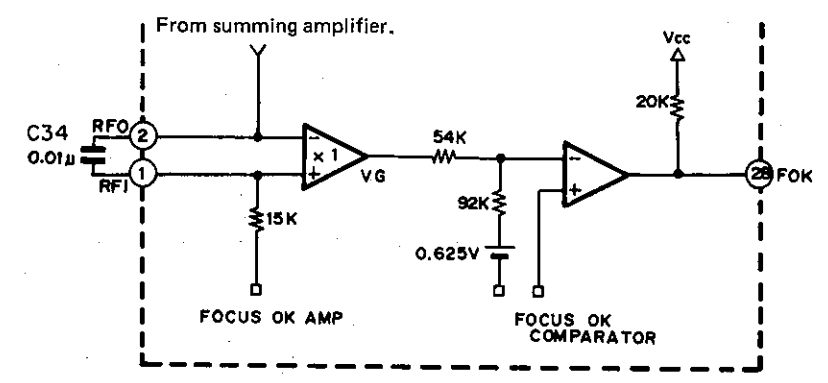 From summing amplifier.
Vcc
20K
C34
0.01μ
RFO
2
RFI
1
−
× 1
+
VG
15K
54K
92K
0.625V
−
+
28
FOK
FOCUS OK AMP
FOCUS OK
COMPARATOR